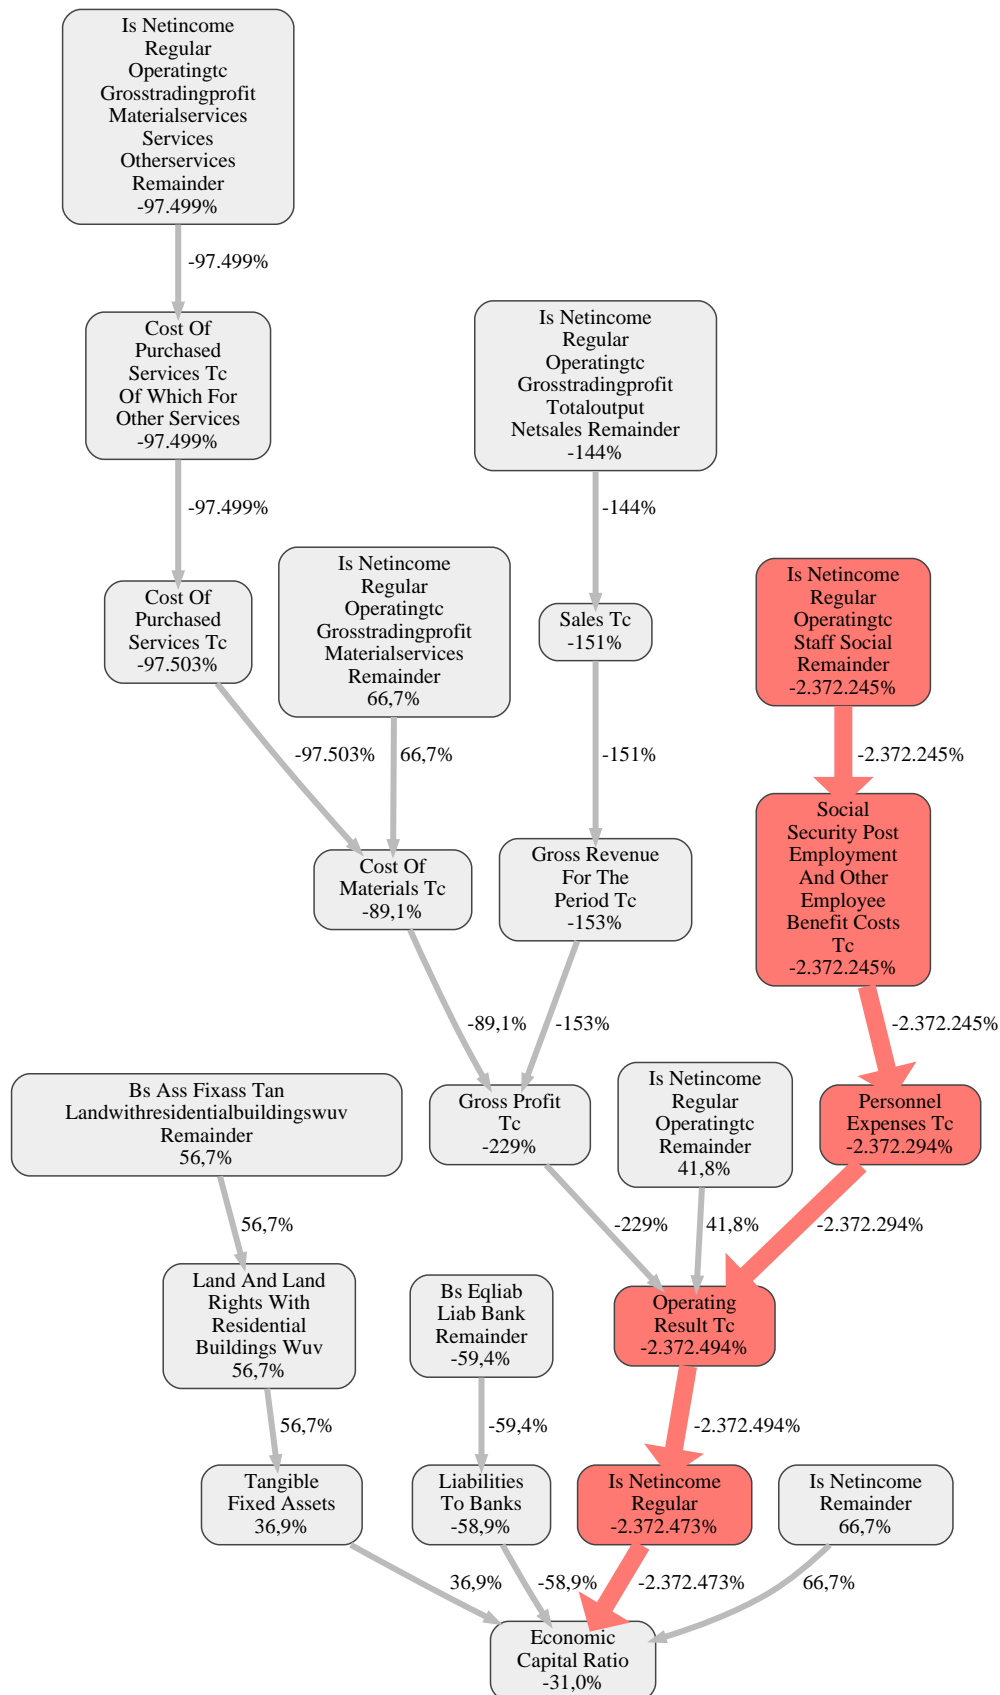 Is Netincome
Regular
Operatingtc
Grosstradingprofit
Materialservices
Services
Otherservices
Remainder
-97.499%
-97.499%
Cost Of
Purchased
Services Tc
Of Which For
Other Services
-97.499%
Is Netincome
Regular
Operatingtc
Grosstradingprofit
Totaloutput
Netsales Remainder
-144%
-97.499%
-144%
Cost Of
Purchased
Services Tc
-97.503%
Is Netincome
Regular
Operatingtc
Grosstradingprofit
Materialservices
Remainder
66,7%
Sales Tc
-151%
Is Netincome
Regular
Operatingtc
Staff Social
Remainder
-2.372.245%
-97.503%
66,7%
-151%
-2.372.245%
Cost Of
Materials Tc
-89,1%
Gross Revenue
For The
Period Tc
-153%
Social
Security Post
Employment
And Other
Employee
Benefit Costs
Tc
-2.372.245%
-89,1%
-153%
-2.372.245%
Bs Ass Fixass Tan
Landwithresidentialbuildingswuv
Remainder
56,7%
Gross Profit
Tc
-229%
Is Netincome
Regular
Operatingtc
Remainder
41,8%
Personnel
Expenses Tc
-2.372.294%
56,7%
-229%
41,8%
-2.372.294%
Land And Land
Rights With
Residential
Buildings Wuv
56,7%
Bs Eqliab
Liab Bank
Remainder
-59,4%
Operating
Result Tc
-2.372.494%
56,7%
-59,4%
-2.372.494%
Tangible
Fixed Assets
36,9%
Liabilities
To Banks
-58,9%
Is Netincome
Regular
-2.372.473%
Is Netincome
Remainder
66,7%
36,9%
-58,9%
-2.372.473%
66,7%
Economic
Capital Ratio
-31,0%